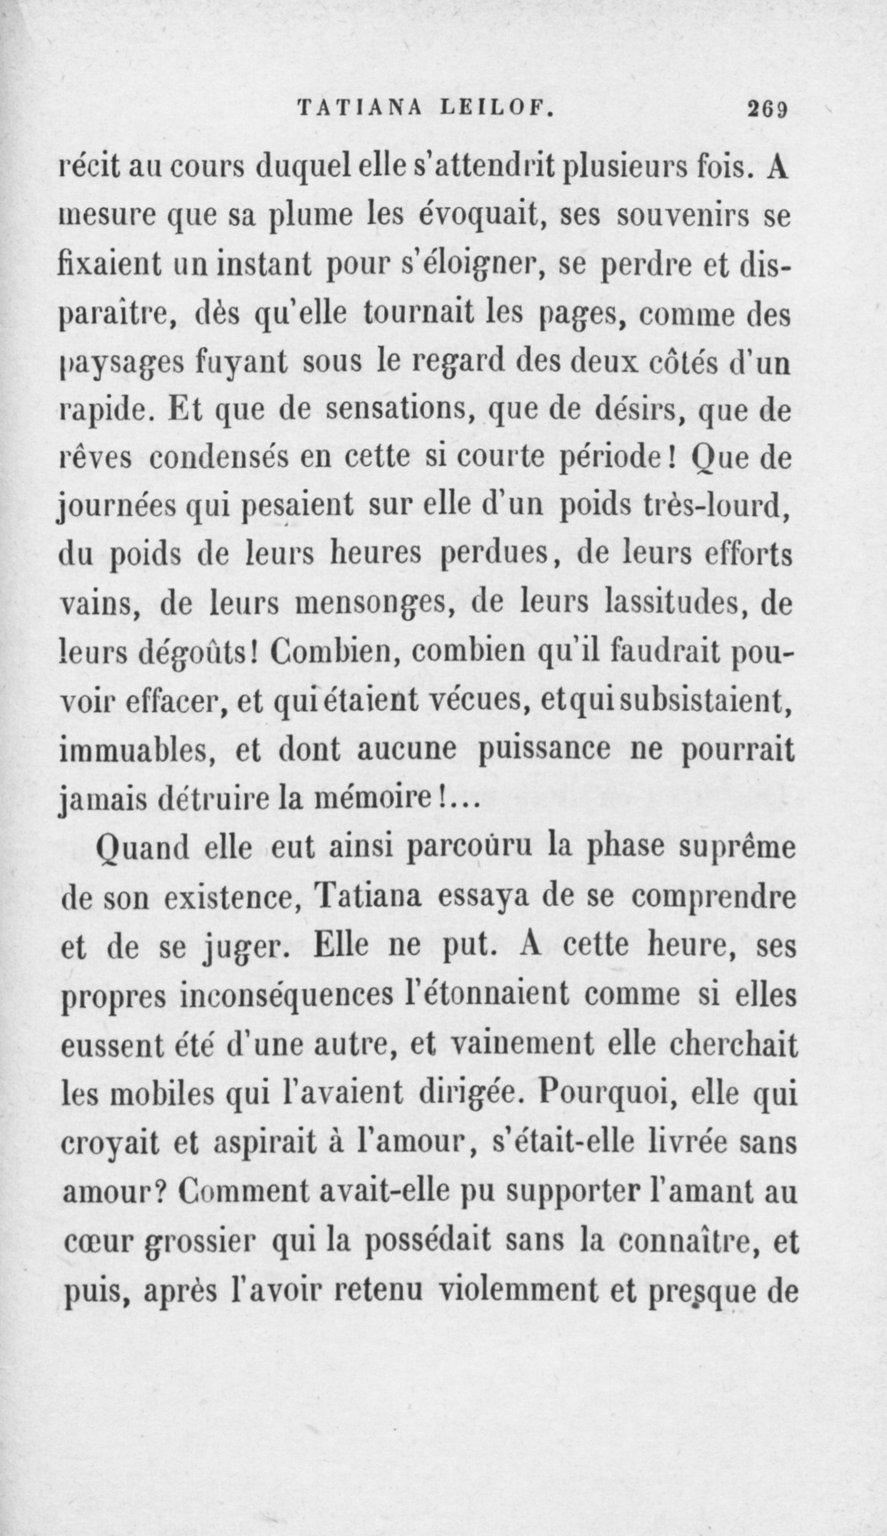 TATIANA LEILOF. 269
récit au cours duquel elle s'attendrit plusieurs fois. A
mesure que sa plume les évoquait, ses souvenirs se
fixaient un instant pour s'éloigner, se perdre et dis-
paraître, dès qu'elle tournait les pages, comme des
paysages fuyant sous le regard des deux côtés d'un
rapide. Et que de sensations, que de désirs, que de
rêves condensés en cette si courte période! Que de
journées qui pesaient sur elle d'un poids très-lourd,
du poids de leurs heures perdues, de leurs efforts
vains, de leurs mensonges, de leurs lassitudes, de
leurs dégoûts! Combien, combien qu'il faudrait pou-
voir effacer, et qui étaient vécues, et qui subsistaient,
immuables, et dont aucune puissance ne pourrait
jamais détruire la mémoire!...
Quand elle eut ainsi parcouru la phase suprême
de son existence, Tatiana essaya de se comprendre
et de se juger. Elle ne put. A cette heure, ses
propres inconséquences l'étonnaient comme si elles
eussent été d'une autre, et vainement elle cherchait
les mobiles qui l'avaient dirigée. Pourquoi, elle qui
croyait et aspirait à l'amour, s'était-elle livrée sans
amour? Comment avait-elle pu supporter l'amant au
cœur grossier qui la possédait sans la connaître, et
puis, après l'avoir retenu violemment et presque de